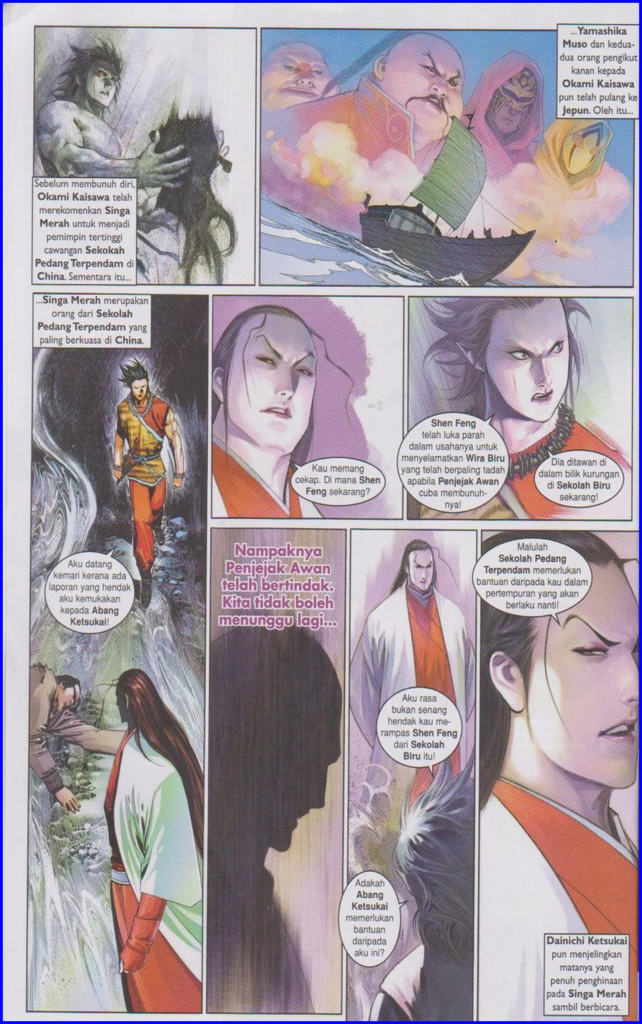 Sebelum membunuh diri,
Okami Kaisawa telah
merekomenkan Singa
Merah untuk menjadi
pemimpin tertinggi
cawangan Sekokah
Pedang Terpendam di
China. Sementara itu...
...Yamashika
Muso dan kedua-
dua orang pengikut
kanan kepada
Okami Kaisawa
pun telah pulang ke
Jepun. Oleh itu...
...Singa Merah merupakan
orang dari Sekolah
Pedang Terpendam yang
paling berkuasa di China.
Aku datang
kemari kerana ada
laporan yang hendak
aku kemukakan
kepada Abang
Ketsukai!
Kau memang
cekap. Di mana Shen
Feng sekarang?
Shen Feng
telah luka parah
dalam usahanya untuk
menyelamatkan Wira Biru
yang telah berpaling tadah
apabila Penjejak Awan
cuba membunuh-
nya!
Dia ditawan di
dalam bilik kurungan
di Sekolah Biru
sekarang!
Nampaknya
Penjejak Awan
telah bertindak.
Kita tidak boleh
menunggu lagi...
Aku rasa
bukan senang
hendak kau me-
rampas Shen Feng
dari Sekolah
Biru itu!
Adakah
Abang
Ketsukai
memerlukan
bantuan
daripada
aku ini?
Malulah
Sekolah Pedang
Terpendam memerlukan
bantuan daripada kau dalam
pertempuran yang akan
berlaku nanti!
Dainichi Ketsukai
pun menjelingkan
matanya yang
penuh penghinaan
pada Singa Merah
sambil berbicara.